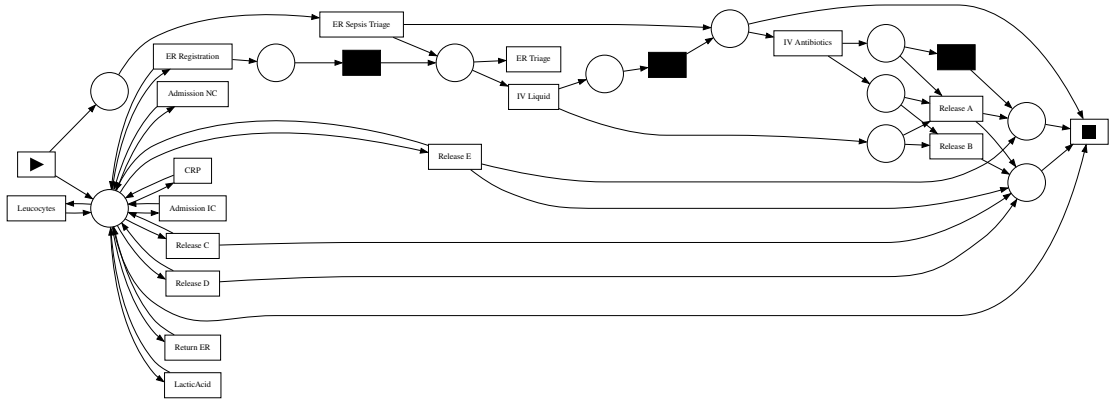 ER Sepsis Triage
IV Antibiotics
ER Registration
ER Triage
Admission NC
IV Liquid
Release A
Release B
Release E
CRP
Leucocytes
Admission IC
Release C
Release D
Return ER
LacticAcid